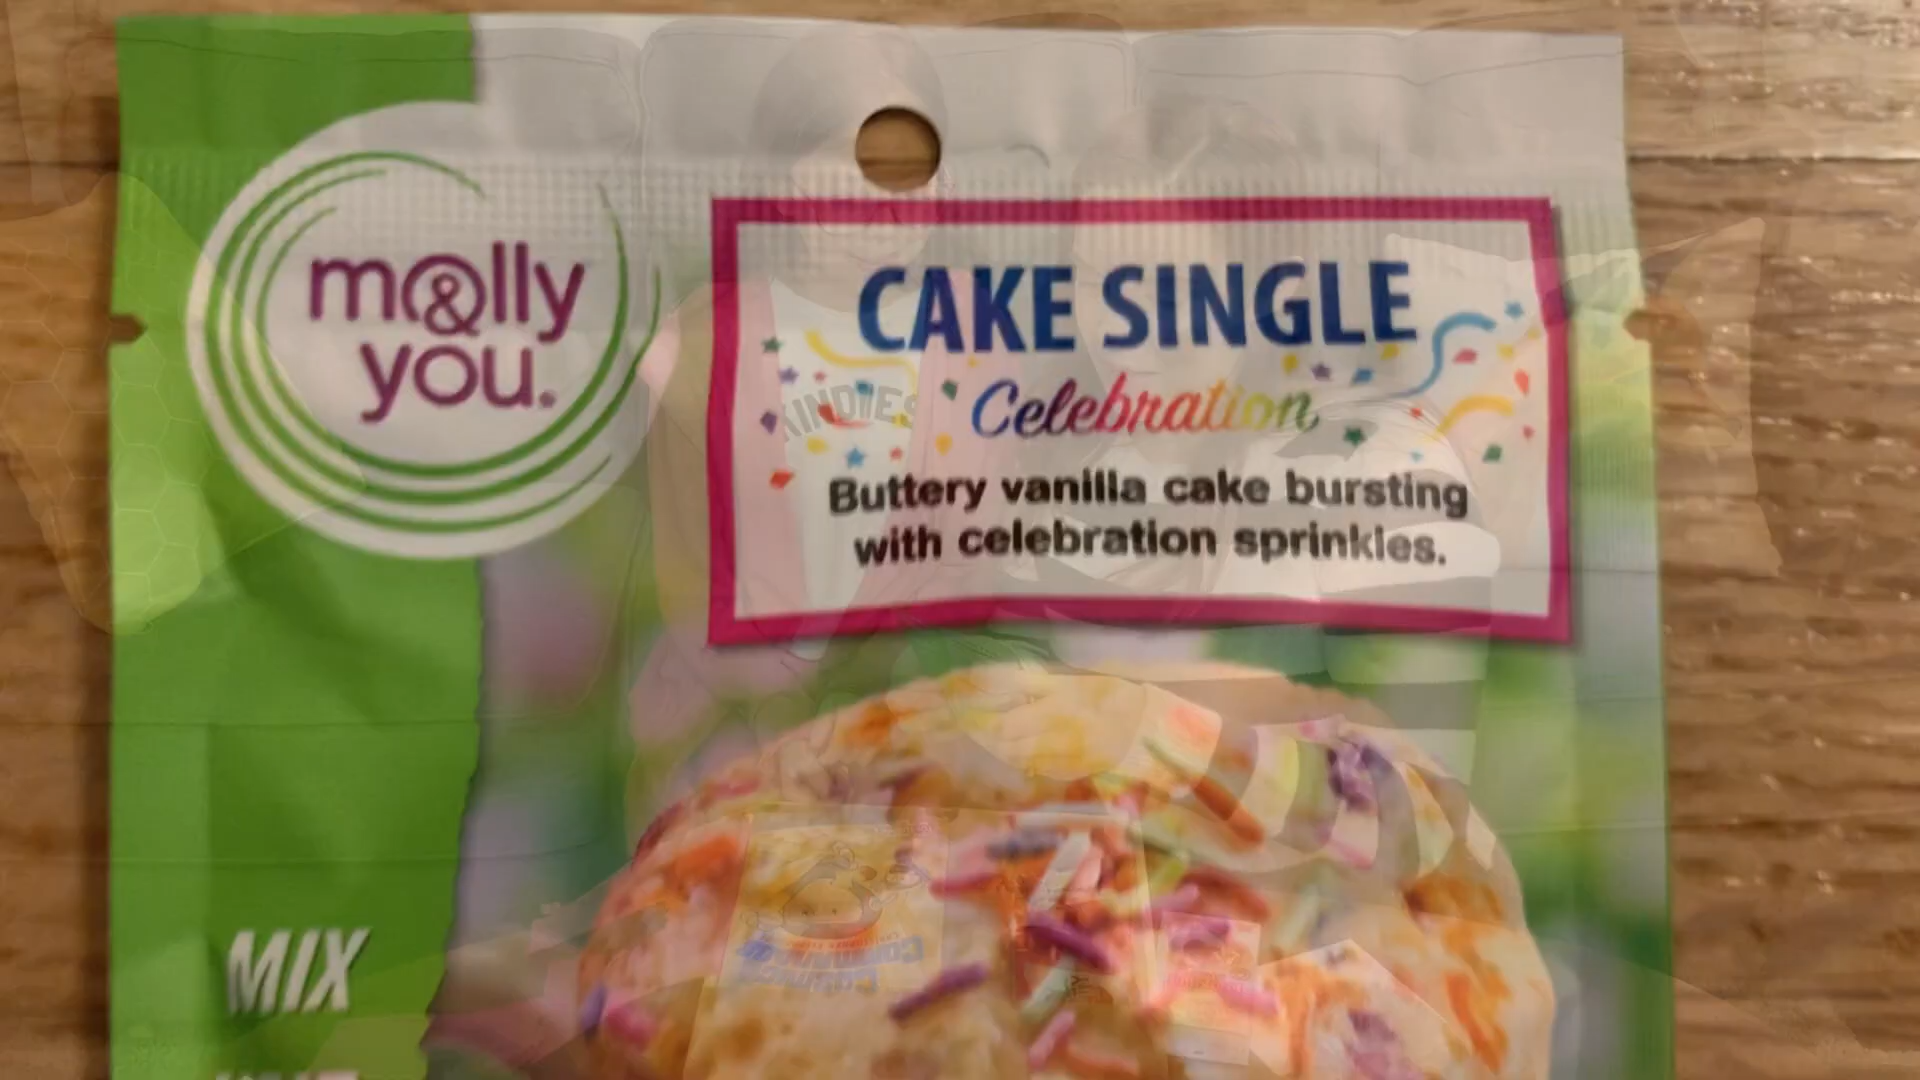 m&lly
you.
CAKE SINGLE
Celebration
Buttery vanilla cake bursting
with celebration sprinkles.
MIX